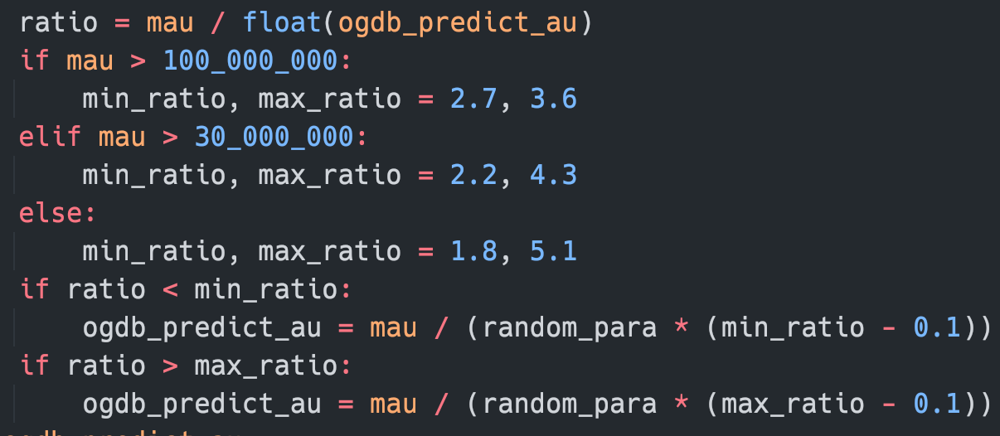 ratio = mau / float(ogdb_predict_au)
if mau > 100_000_000:
    min_ratio, max_ratio = 2.7, 3.6
elif mau > 30_000_000:
    min_ratio, max_ratio = 2.2, 4.3
else:
    min_ratio, max_ratio = 1.8, 5.1
if ratio < min_ratio:
    ogdb_predict_au = mau / (random_para * (min_ratio - 0.1))
if ratio > max_ratio:
    ogdb_predict_au = mau / (random_para * (max_ratio - 0.1))